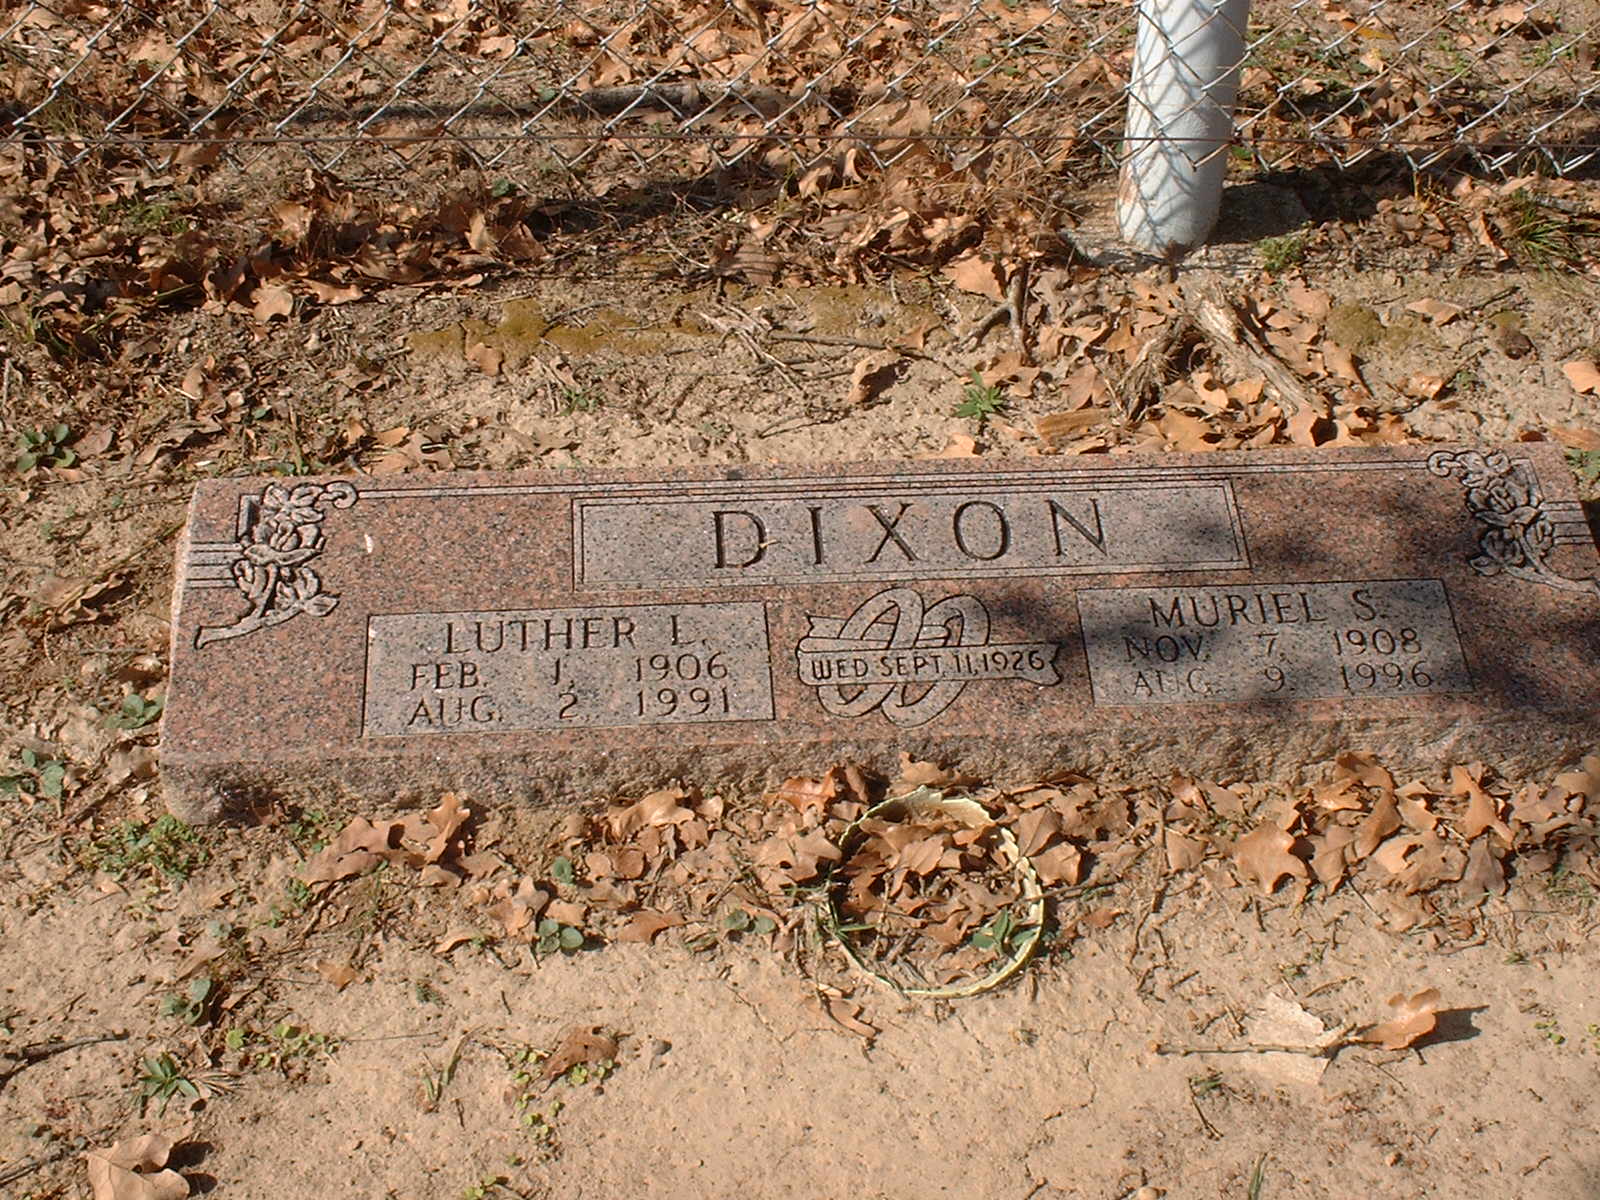 DIXON
LUTHER L.
FEB. 1, 1906
AUG. 2, 1991
WED SEPT. 11, 1926
MURIEL S.
NOV. 7, 1908
AUG. 9, 1996